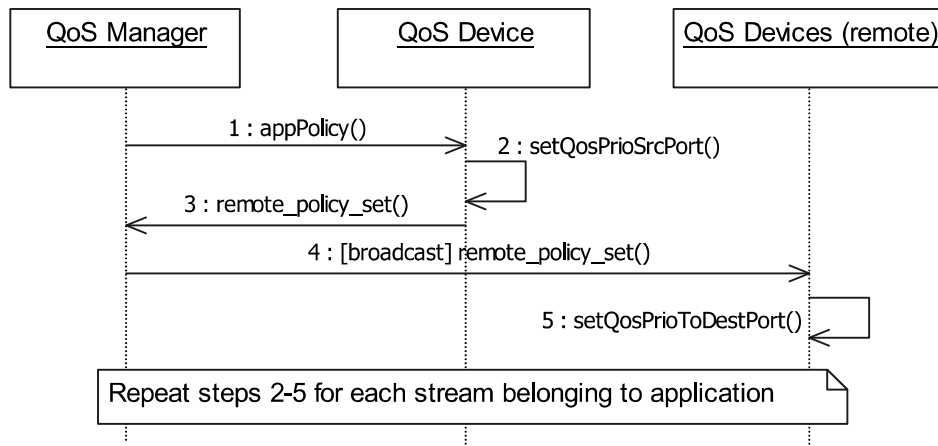 QoS Manager
QoS Device
QoS Devices (remote)
1 : appPolicy()
2 : setQosPrioSrcPort()
3 : remote_policy_set()
4 : [broadcast] remote_policy_set()
5 : setQosPrioToDestPort()
Repeat steps 2-5 for each stream belonging to application